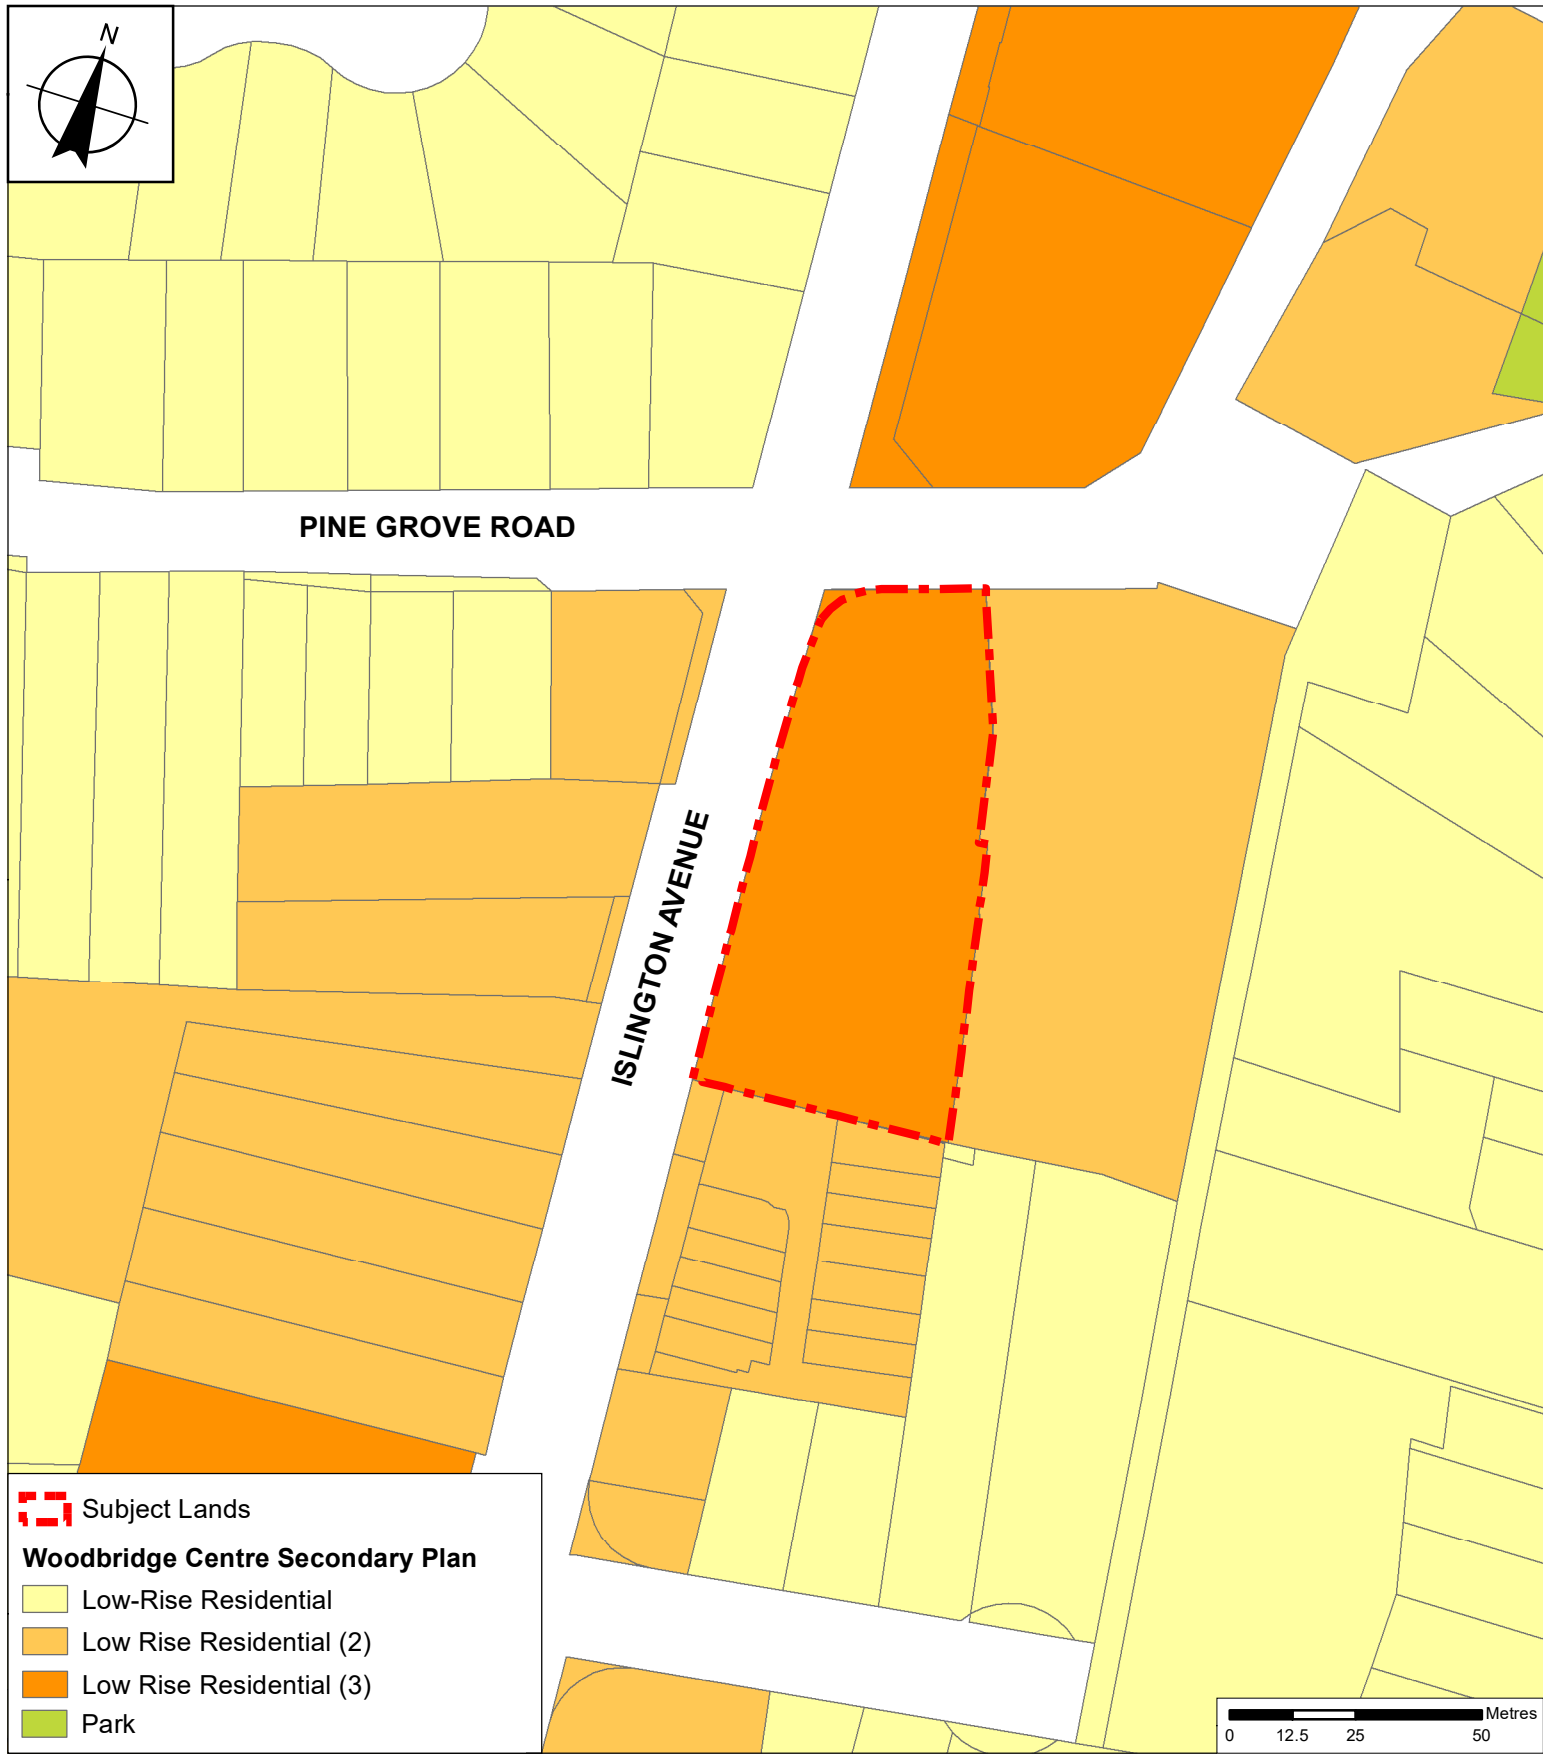 N
PINE GROVE ROAD
ISLINGTON AVENUE
Subject Lands
Woodbridge Centre Secondary Plan
Low-Rise Residential
Low Rise Residential (2)
Low Rise Residential (3)
Park
Metres
0 12.5 25 50